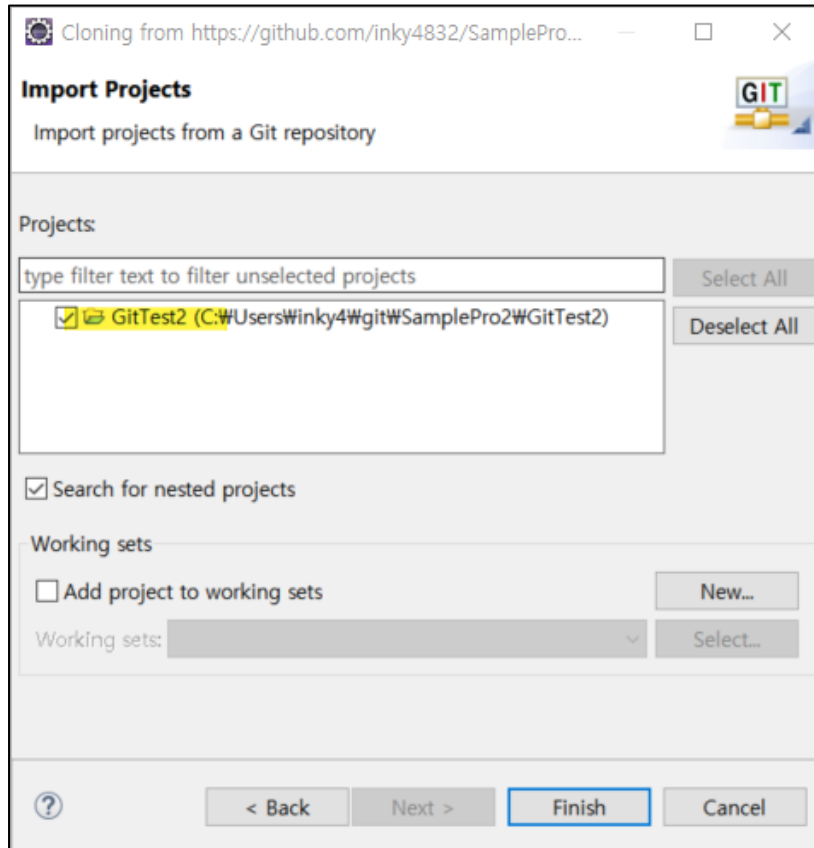 Cloning from https://github.com/inky4832/SamplePro...
Import Projects
GIT
Import projects from a Git repository
Projects:
type filter text to filter unselected projects
Select All
GitTest2 (C:₩Users₩inky4₩git₩SamplePro2₩GitTest2)
Deselect All
Search for nested projects
Working sets
Add project to working sets
New...
Working sets:
Select...
?
< Back
Next >
Finish
Cancel